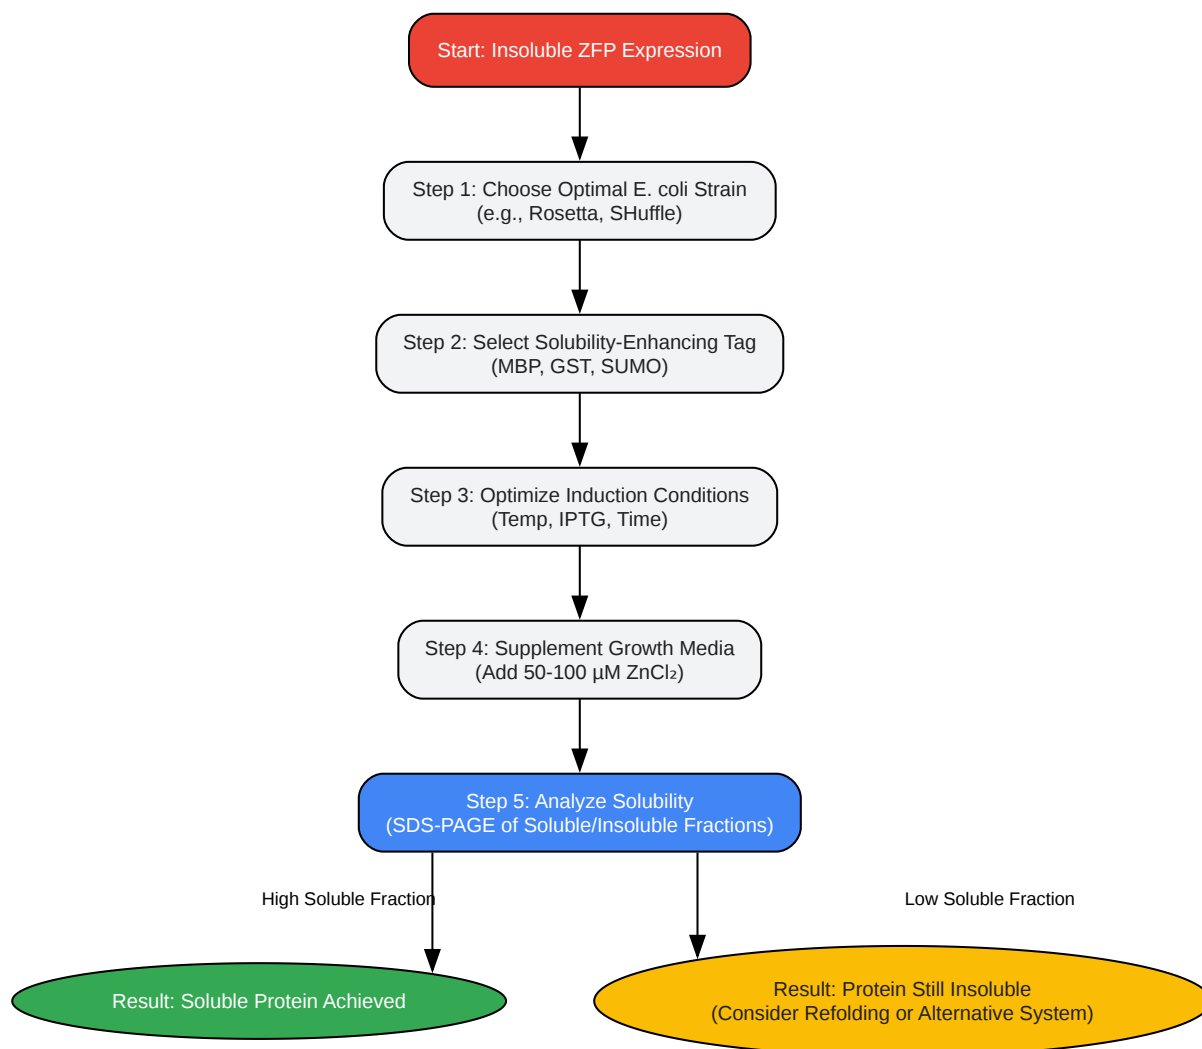 Start: Insoluble ZFP Expression
Step 1: Choose Optimal E. coli Strain
(e.g., Rosetta, SHuffle)
Step 2: Select Solubility-Enhancing Tag
(MBP, GST, SUMO)
Step 3: Optimize Induction Conditions
(Temp, IPTG, Time)
Step 4: Supplement Growth Media
(Add 50-100 µM ZnCl₂)
Step 5: Analyze Solubility
(SDS-PAGE of Soluble/Insoluble Fractions)
High Soluble Fraction
Low Soluble Fraction
Result: Soluble Protein Achieved
Result: Protein Still Insoluble
(Consider Refolding or Alternative System)